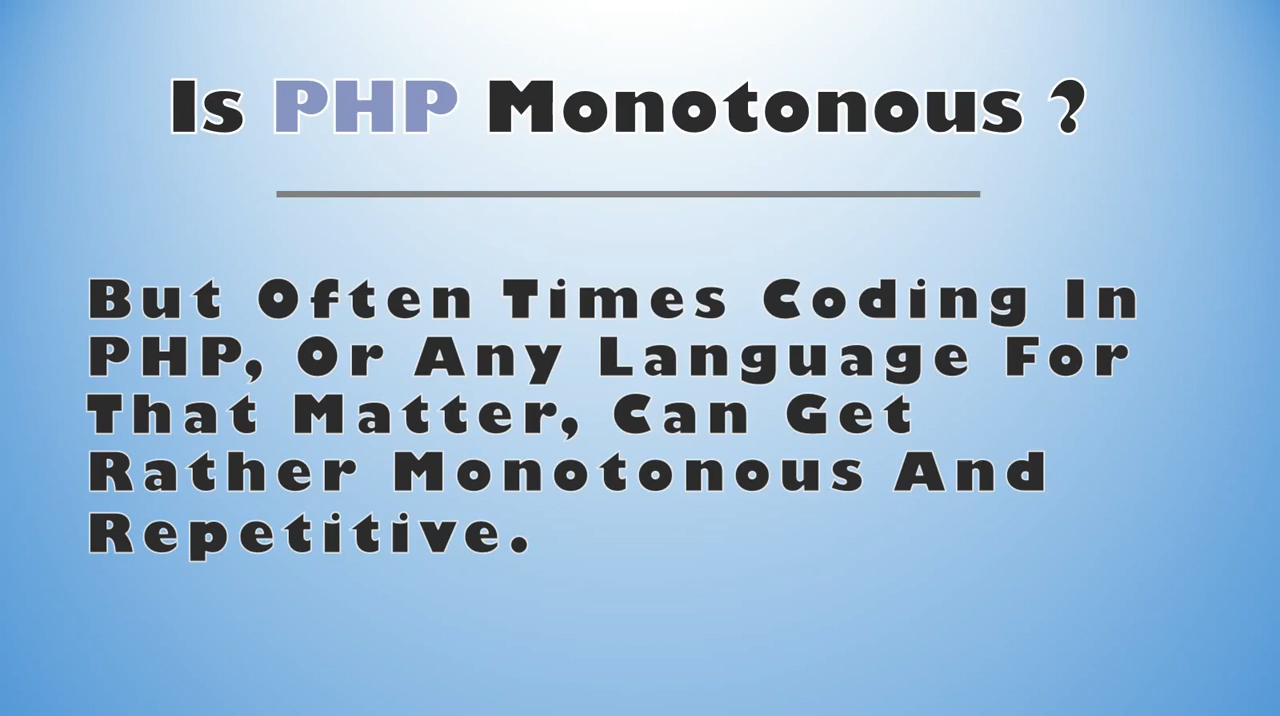 Is PHP Monotonous ?
But Often Times Coding In
PHP, Or Any Language For
That Matter, Can Get
Rather Monotonous And
Repetitive.